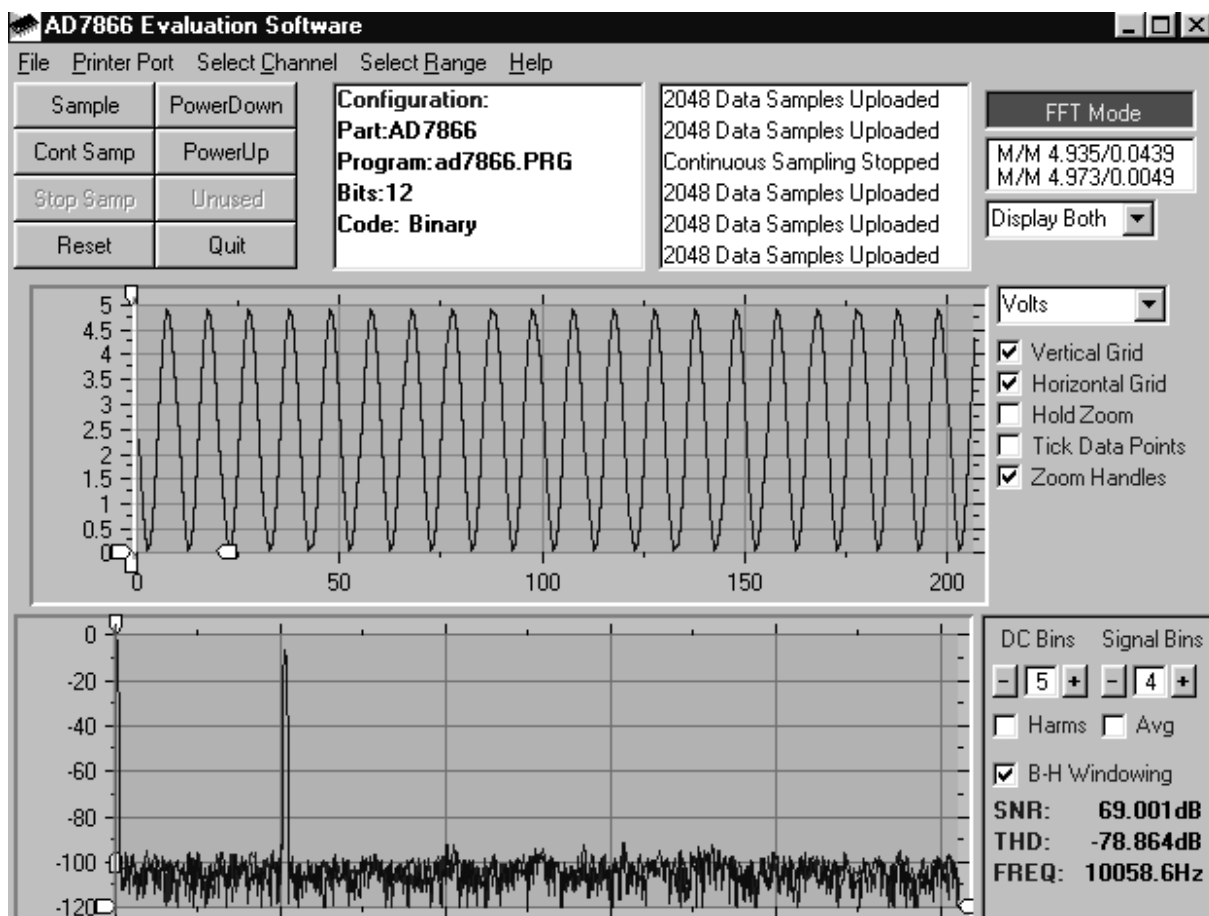 AD7866 Evaluation Software
File Printer Port Select Channel Select Range Help
Sample PowerDown
Cont Samp PowerUp
Stop Samp Unused
Reset Quit
Configuration:
Part:AD7866
Program:ad7866.PRG
Bits:12
Code: Binary
2048 Data Samples Uploaded
2048 Data Samples Uploaded
Continuous Sampling Stopped
2048 Data Samples Uploaded
2048 Data Samples Uploaded
2048 Data Samples Uploaded
FFT Mode
M/M 4.935/0.0439
M/M 4.973/0.0049
Display Both
5
4.5
4
3.5
3
2.5
2
1.5
1
0.5
0
0 50 100 150 200
Volts
Vertical Grid
Horizontal Grid
Hold Zoom
Tick Data Points
Zoom Handles
0
-20
-40
-60
-80
-100
-120
DC Bins Signal Bins
- 5 + - 4 +
Harms Avg
B-H Windowing
SNR: 69.001dB
THD: -78.864dB
FREQ: 10058.6Hz